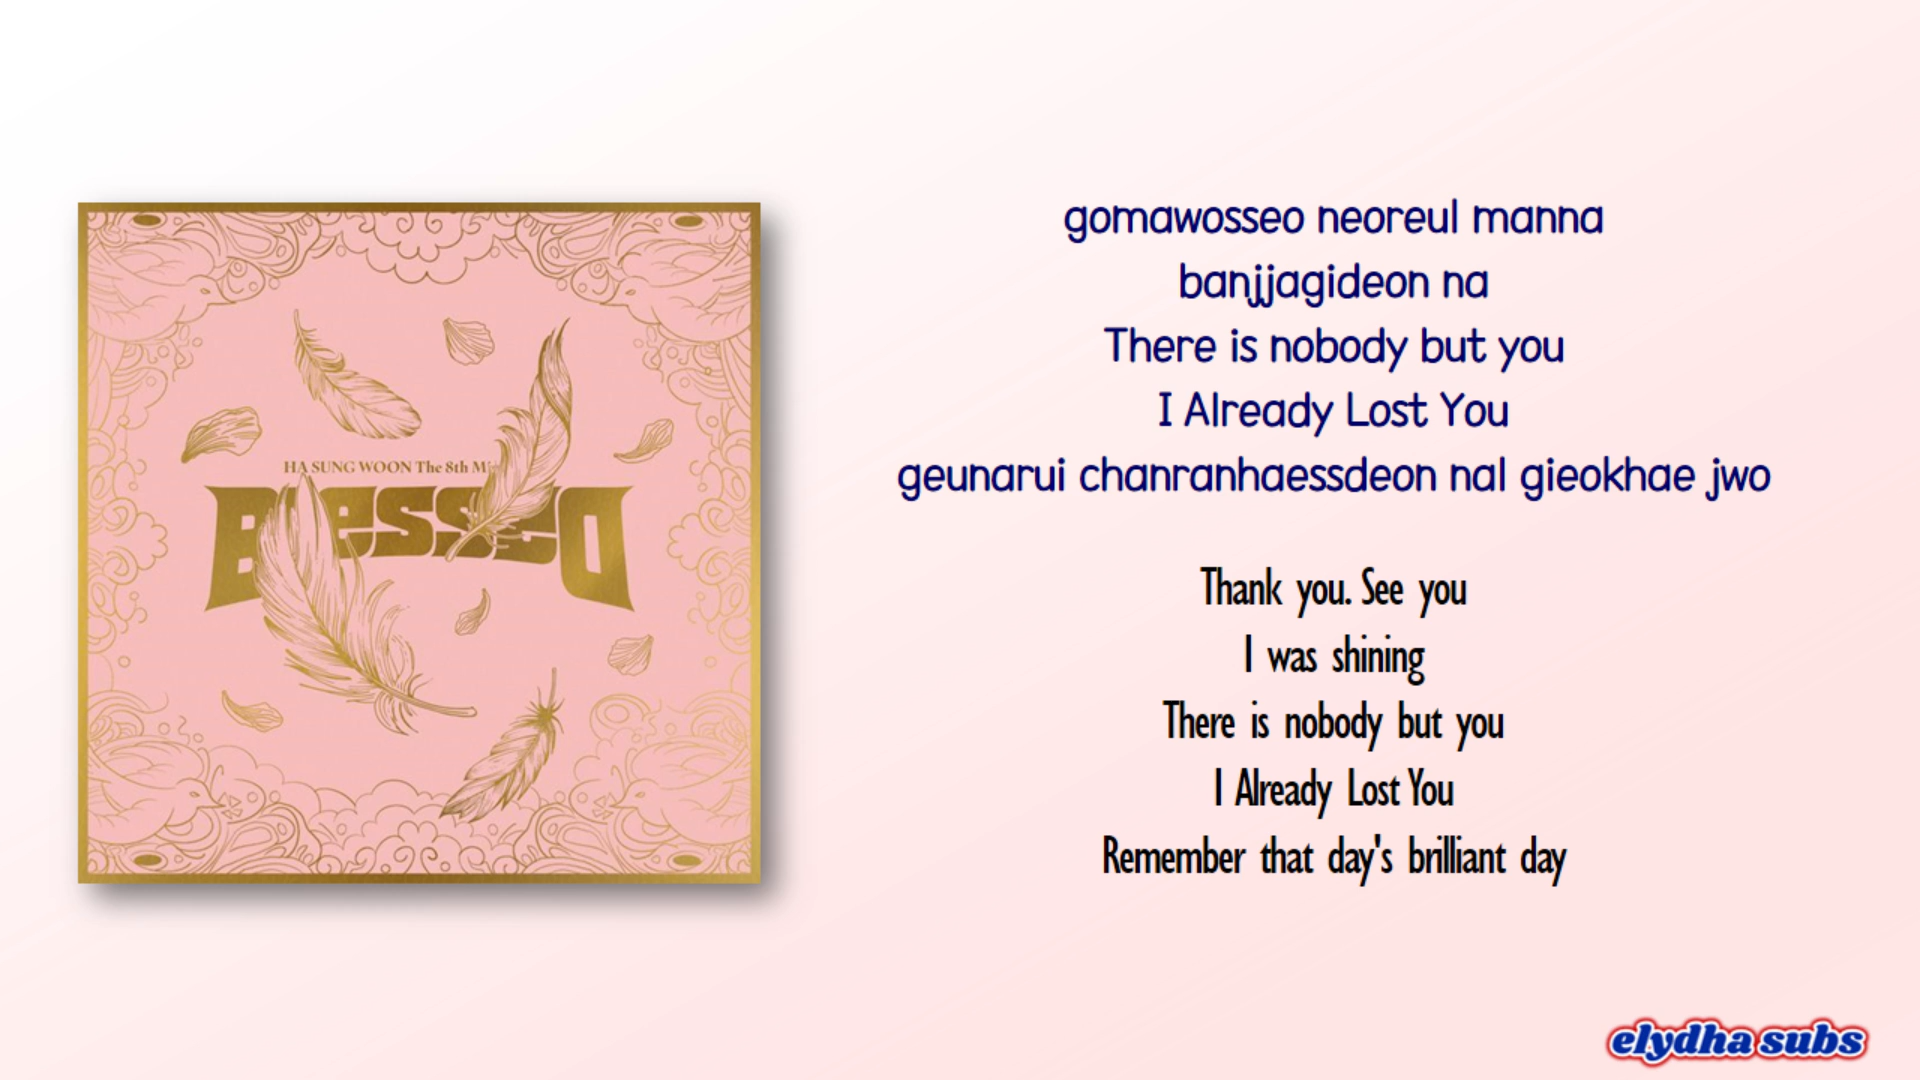 HA SUNG WOON The 8th M
BLESSED
gomawosseo neoreul manna
banjjagideon na
There is nobody but you
I Already Lost You
geunarui chanranhaessdeon nal gieokhae jwo
Thank you. See you
I was shining
There is nobody but you
I Already Lost You
Remember that day's brilliant day
elydha subs